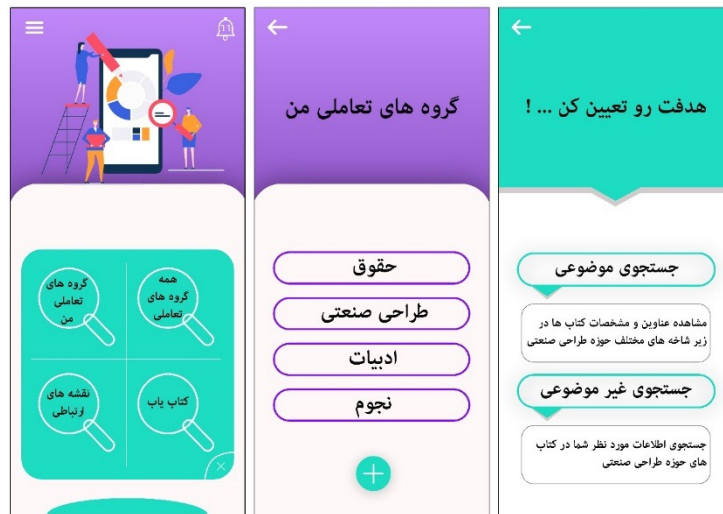 11
همه
گروه های
تعاملی
گروه های
تعاملی
من
کتاب یاب
نقشه های
ارتباطی
گروه های تعاملی من
حقوق
طراحی صنعتی
ادبیات
نجوم
هدفت رو تعیین کن ... !
جستجوی موضوعی
مشاهده عناوین و مشخصات کتاب ها در
زیر شاخه های مختلف حوزه طراحی صنعتی
جستجوی غیر موضوعی
جستجوی اطلاعات مورد نظر شما در کتاب
های حوزه طراحی صنعتی